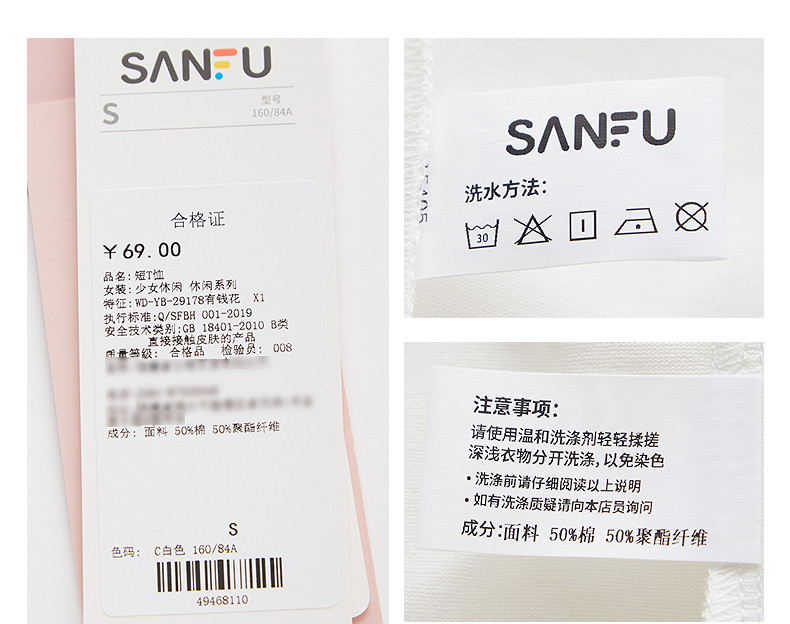 SANFU
S
型号
160/84A
合格证
￥69.00
品名:短T恤
女装:少女休闲 休闲系列
特征:WD-YB-29178有钱花 X1
执行标准:Q/SFBH 001-2019
安全技术类别:GB 18401-2010 B类
直接接触皮肤的产品
质量等级: 合格品 检验员: 008
成分: 面料 50%棉 50%聚酯纤维
S
色码: C白色 160/84A
49468110
SANFU
洗水方法:
30
注意事项:
请使用温和洗涤剂轻轻揉搓
深浅衣物分开洗涤,以免染色
•洗涤前请仔细阅读以上说明
•如有洗涤质疑请向本店员询问
成分:面料 50%棉 50%聚酯纤维